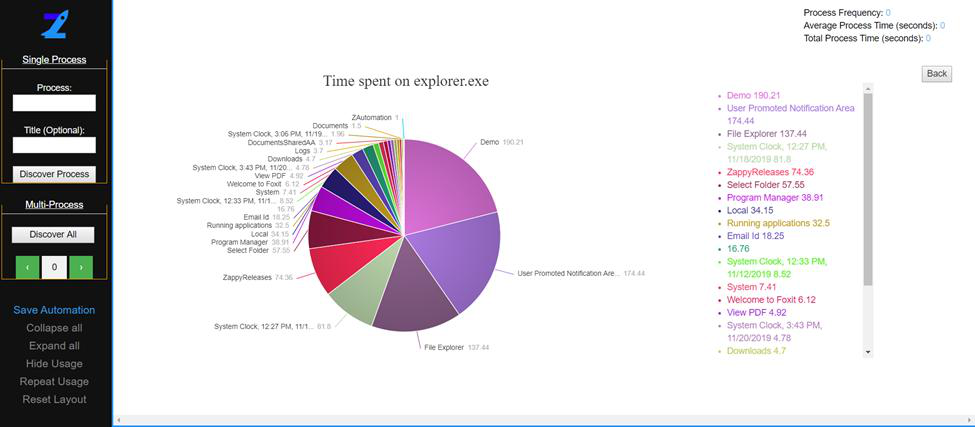 Single Process
Process:
Title (Optional):
Discover Process
Multi-Process
Discover All
‹ 0 ›
Save Automation
Collapse all
Expand all
Hide Usage
Repeat Usage
Reset Layout
Process Frequency: 0
Average Process Time (seconds): 0
Total Process Time (seconds): 0
Back
Time spent on explorer.exe
ZAutomation 1
Documents 1.5
System Clock, 3:06 PM, 11/19... 1.96
DocumentsSharedAA 3.17
Logs 3.7
Downloads 4.7
System Clock, 3:43 PM, 11/20... 4.78
View PDF 4.92
Welcome to Foxit 6.12
System 7.41
System Clock, 12:33 PM, 11/1... 8.52
16.76
Email Id 18.25
Running applications 32.5
Local 34.15
Program Manager 38.91
Select Folder 57.55
ZappyReleases 74.36
System Clock, 12:27 PM, 11/1... 81.8
File Explorer 137.44
User Promoted Notification Are... 174.44
Demo 190.21
Demo 190.21
User Promoted Notification Area
174.44
File Explorer 137.44
System Clock, 12:27 PM,
11/18/2019 81.8
ZappyReleases 74.36
Select Folder 57.55
Program Manager 38.91
Local 34.15
Running applications 32.5
Email Id 18.25
16.76
System Clock, 12:33 PM,
11/12/2019 8.52
System 7.41
Welcome to Foxit 6.12
View PDF 4.92
System Clock, 3:43 PM,
11/20/2019 4.78
Downloads 4.7